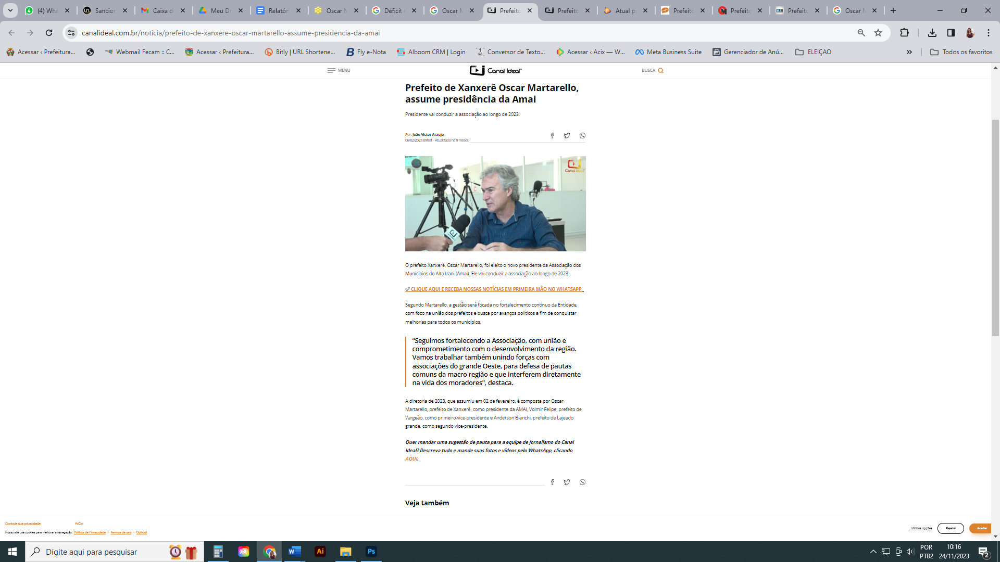 (4) Wha
Sancion
Caixa d
Meu Dr
Relatóri
Oscar M
Déficit
Oscar M
Prefeito
Prefeito
Atual p
Prefeito
Prefeito
Prefeito
Oscar M
canalideal.com.br/noticia/prefeito-de-xanxere-oscar-martarello-assume-presidencia-da-amai
Acessar ‹ Prefeitura...
Webmail Fecam :: C...
Acessar ‹ Prefeitura...
Bitly | URL Shortene...
Fly e-Nota
Alboom CRM | Login
Conversor de Texto...
Acessar ‹ Acix — W...
Meta Business Suite
Gerenciador de Anú...
ELEIÇAO
Todos os favoritos
MENU
Canal Ideal
BUSCA
Prefeito de Xanxerê Oscar Martarello,
assume presidência da Amai
Presidente vai conduzir a associação ao longo de 2023.
Por: João Victor Araujo
06/02/2023 09h31 - Atualizado há 9 meses
Canal Ideal
O prefeito Xanxerê, Oscar Martarello, foi eleito o novo presidente da Associação dos
Municípios do Alto Irani (Amai). Ele vai conduzir a associação ao longo de 2023.
✅ CLIQUE AQUI E RECEBA NOSSAS NOTÍCIAS EM PRIMEIRA MÃO NO WHATSAPP
Segundo Martarello, a gestão será focada no fortalecimento continuo da Entidade,
com foco na união dos prefeitos e busca por avanços políticos a fim de conquistar
melhorias para todos os municípios.
“Seguimos fortalecendo a Associação, com união e
comprometimento com o desenvolvimento da região.
Vamos trabalhar também unindo forças com
associações do grande Oeste, para defesa de pautas
comuns da macro região e que interferem diretamente
na vida dos moradores”, destaca.
A diretoria de 2023, que assumiu em 02 de fevereiro, é composta por Oscar
Martarello, prefeito de Xanxerê, como presidente da AMAI, Volmir Felipe, prefeito de
Vargeão, como primeiro vice-presidente e Anderson Bianchi, prefeito de Lajeado
grande, como segundo vice-presidente.
Quer mandar uma sugestão de pauta para a equipe de jornalismo do Canal
Ideal? Descreva tudo e mande suas fotos e vídeos pelo WhatsApp, clicando
AQUI.
Veja também
Controle sua privacidade
AdOpt
Nosso site usa cookies para melhorar a navegação. Política de Privacidade - Termos de uso - Opt-out
Minhas opções
Rejeitar
Aceitar
Digite aqui para pesquisar
Ai
Ps
POR
PTB2
10:16
24/11/2023
2